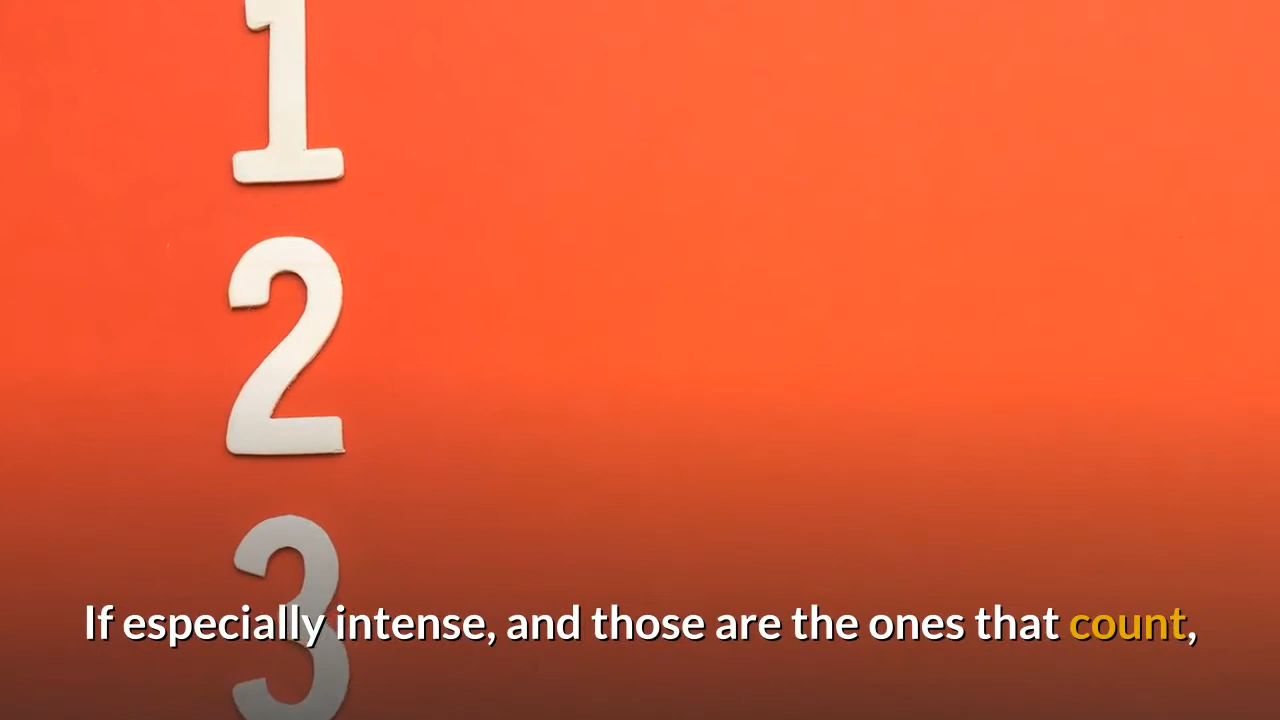 1
2
3
If especially intense, and those are the ones that count,